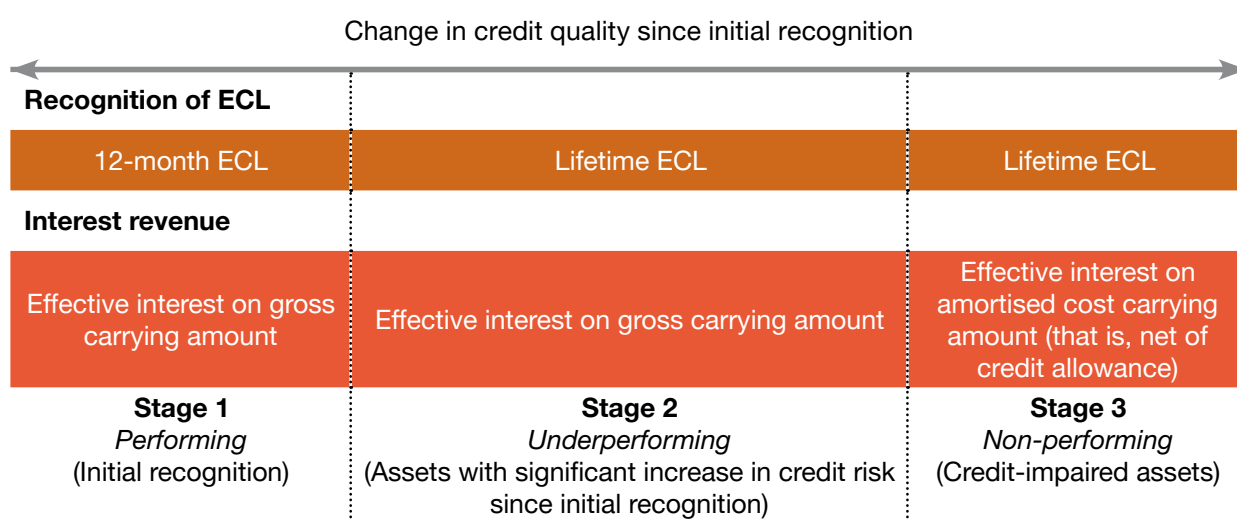 Change in credit quality since initial recognition
Recognition of ECL
12-month ECL
Lifetime ECL
Lifetime ECL
Interest revenue
Effective interest on gross
carrying amount
Effective interest on gross carrying amount
Effective interest on
amortised cost carrying
amount (that is, net of
credit allowance)
Stage 1
Performing
(Initial recognition)
Stage 2
Underperforming
(Assets with significant increase in credit risk
since initial recognition)
Stage 3
Non-performing
(Credit-impaired assets)